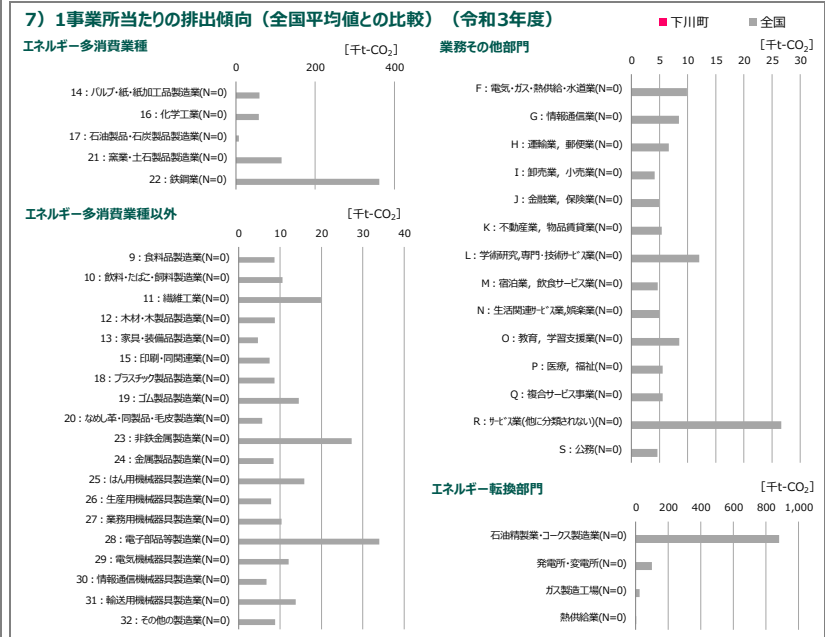 7）1事業所当たりの排出傾向（全国平均値との比較）（令和3年度）
■下川町 ■全国
エネルギー多消費業種
［千t-CO₂］
0 200 400
14：パルプ・紙・紙加工品製造業(N=0)
16：化学工業(N=0)
17：石油製品・石炭製品製造業(N=0)
21：窯業・土石製品製造業(N=0)
22：鉄鋼業(N=0)
エネルギー多消費業種以外
［千t-CO₂］
0 10 20 30 40
9：食料品製造業(N=0)
10：飲料・たばこ・飼料製造業(N=0)
11：繊維工業(N=0)
12：木材・木製品製造業(N=0)
13：家具・装備品製造業(N=0)
15：印刷・同関連業(N=0)
18：プラスチック製品製造業(N=0)
19：ゴム製品製造業(N=0)
20：なめし革・同製品・毛皮製造業(N=0)
23：非鉄金属製造業(N=0)
24：金属製品製造業(N=0)
25：はん用機械器具製造業(N=0)
26：生産用機械器具製造業(N=0)
27：業務用機械器具製造業(N=0)
28：電子部品等製造業(N=0)
29：電気機械器具製造業(N=0)
30：情報通信機械器具製造業(N=0)
31：輸送用機械器具製造業(N=0)
32：その他の製造業(N=0)
業務その他部門
［千t-CO₂］
0 5 10 15 20 25 30
F：電気・ガス・熱供給・水道業(N=0)
G：情報通信業(N=0)
H：運輸業，郵便業(N=0)
I：卸売業，小売業(N=0)
J：金融業，保険業(N=0)
K：不動産業，物品賃貸業(N=0)
L：学術研究,専門・技術ｻｰﾋﾞｽ業(N=0)
M：宿泊業，飲食サービス業(N=0)
N：生活関連ｻｰﾋﾞｽ業,娯楽業(N=0)
O：教育，学習支援業(N=0)
P：医療，福祉(N=0)
Q：複合サービス事業(N=0)
R：ｻｰﾋﾞｽ業(他に分類されない)(N=0)
S：公務(N=0)
エネルギー転換部門
［千t-CO₂］
0 200 400 600 800 1,000
石油精製業・コークス製造業(N=0)
発電所・変電所(N=0)
ガス製造工場(N=0)
熱供給業(N=0)